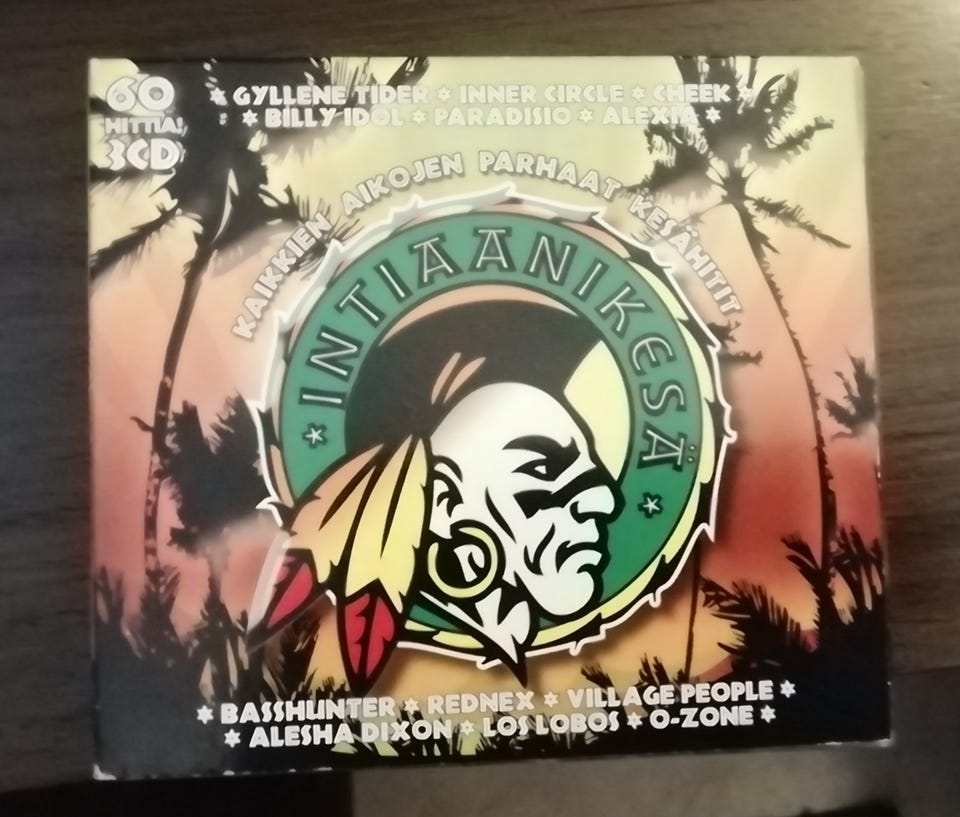 60
HITTIA!
3CD
* GYLLENE TIDER * INNER CIRCLE * CHEEK *
* BILLY IDOL * PARADISIO * ALEXIA *
KAIKKIEN AIKOJEN PARHAAT KESÄHITIT
* INTIAANIKESÄ *
* BASSHUNTER * REDNEX * VILLAGE PEOPLE *
* ALESHA DIXON * LOS LOBOS * O-ZONE *